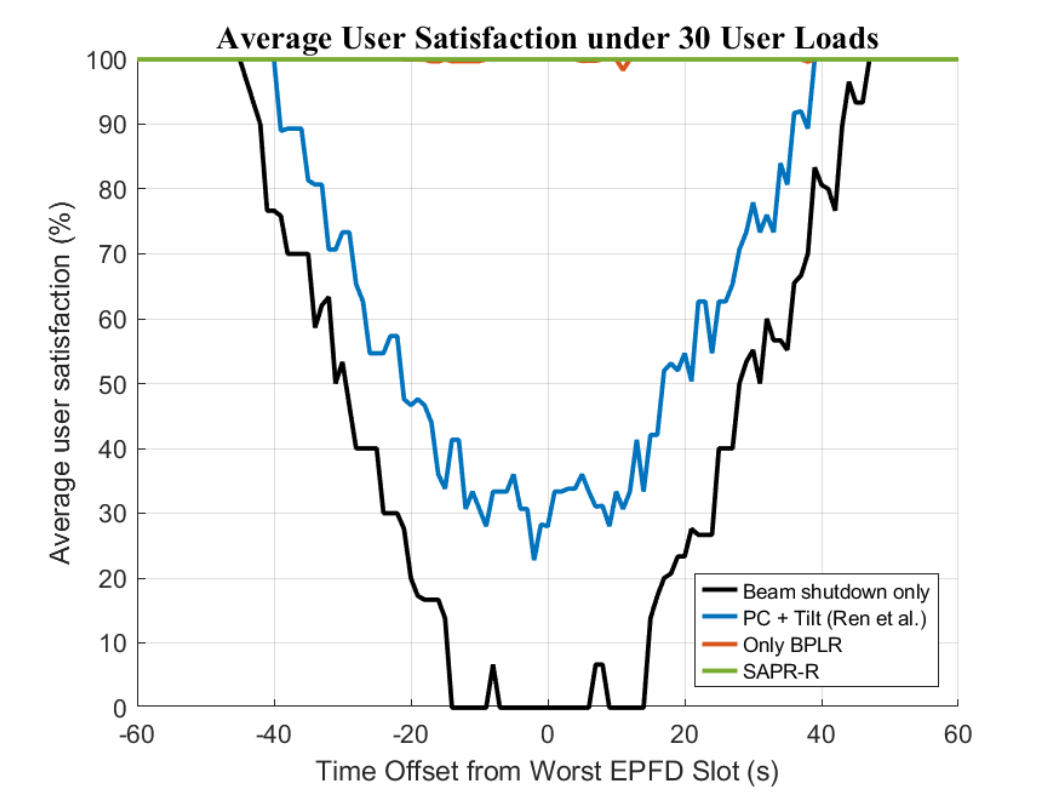 Average User Satisfaction under 30 User Loads
100
90
80
70
60
50
40
30
20
10
0
Average user satisfaction (%)
-60
-40
-20
0
20
40
60
Time Offset from Worst EPFD Slot (s)
Beam shutdown only
PC + Tilt (Ren et al.)
Only BPLR
SAPR-R